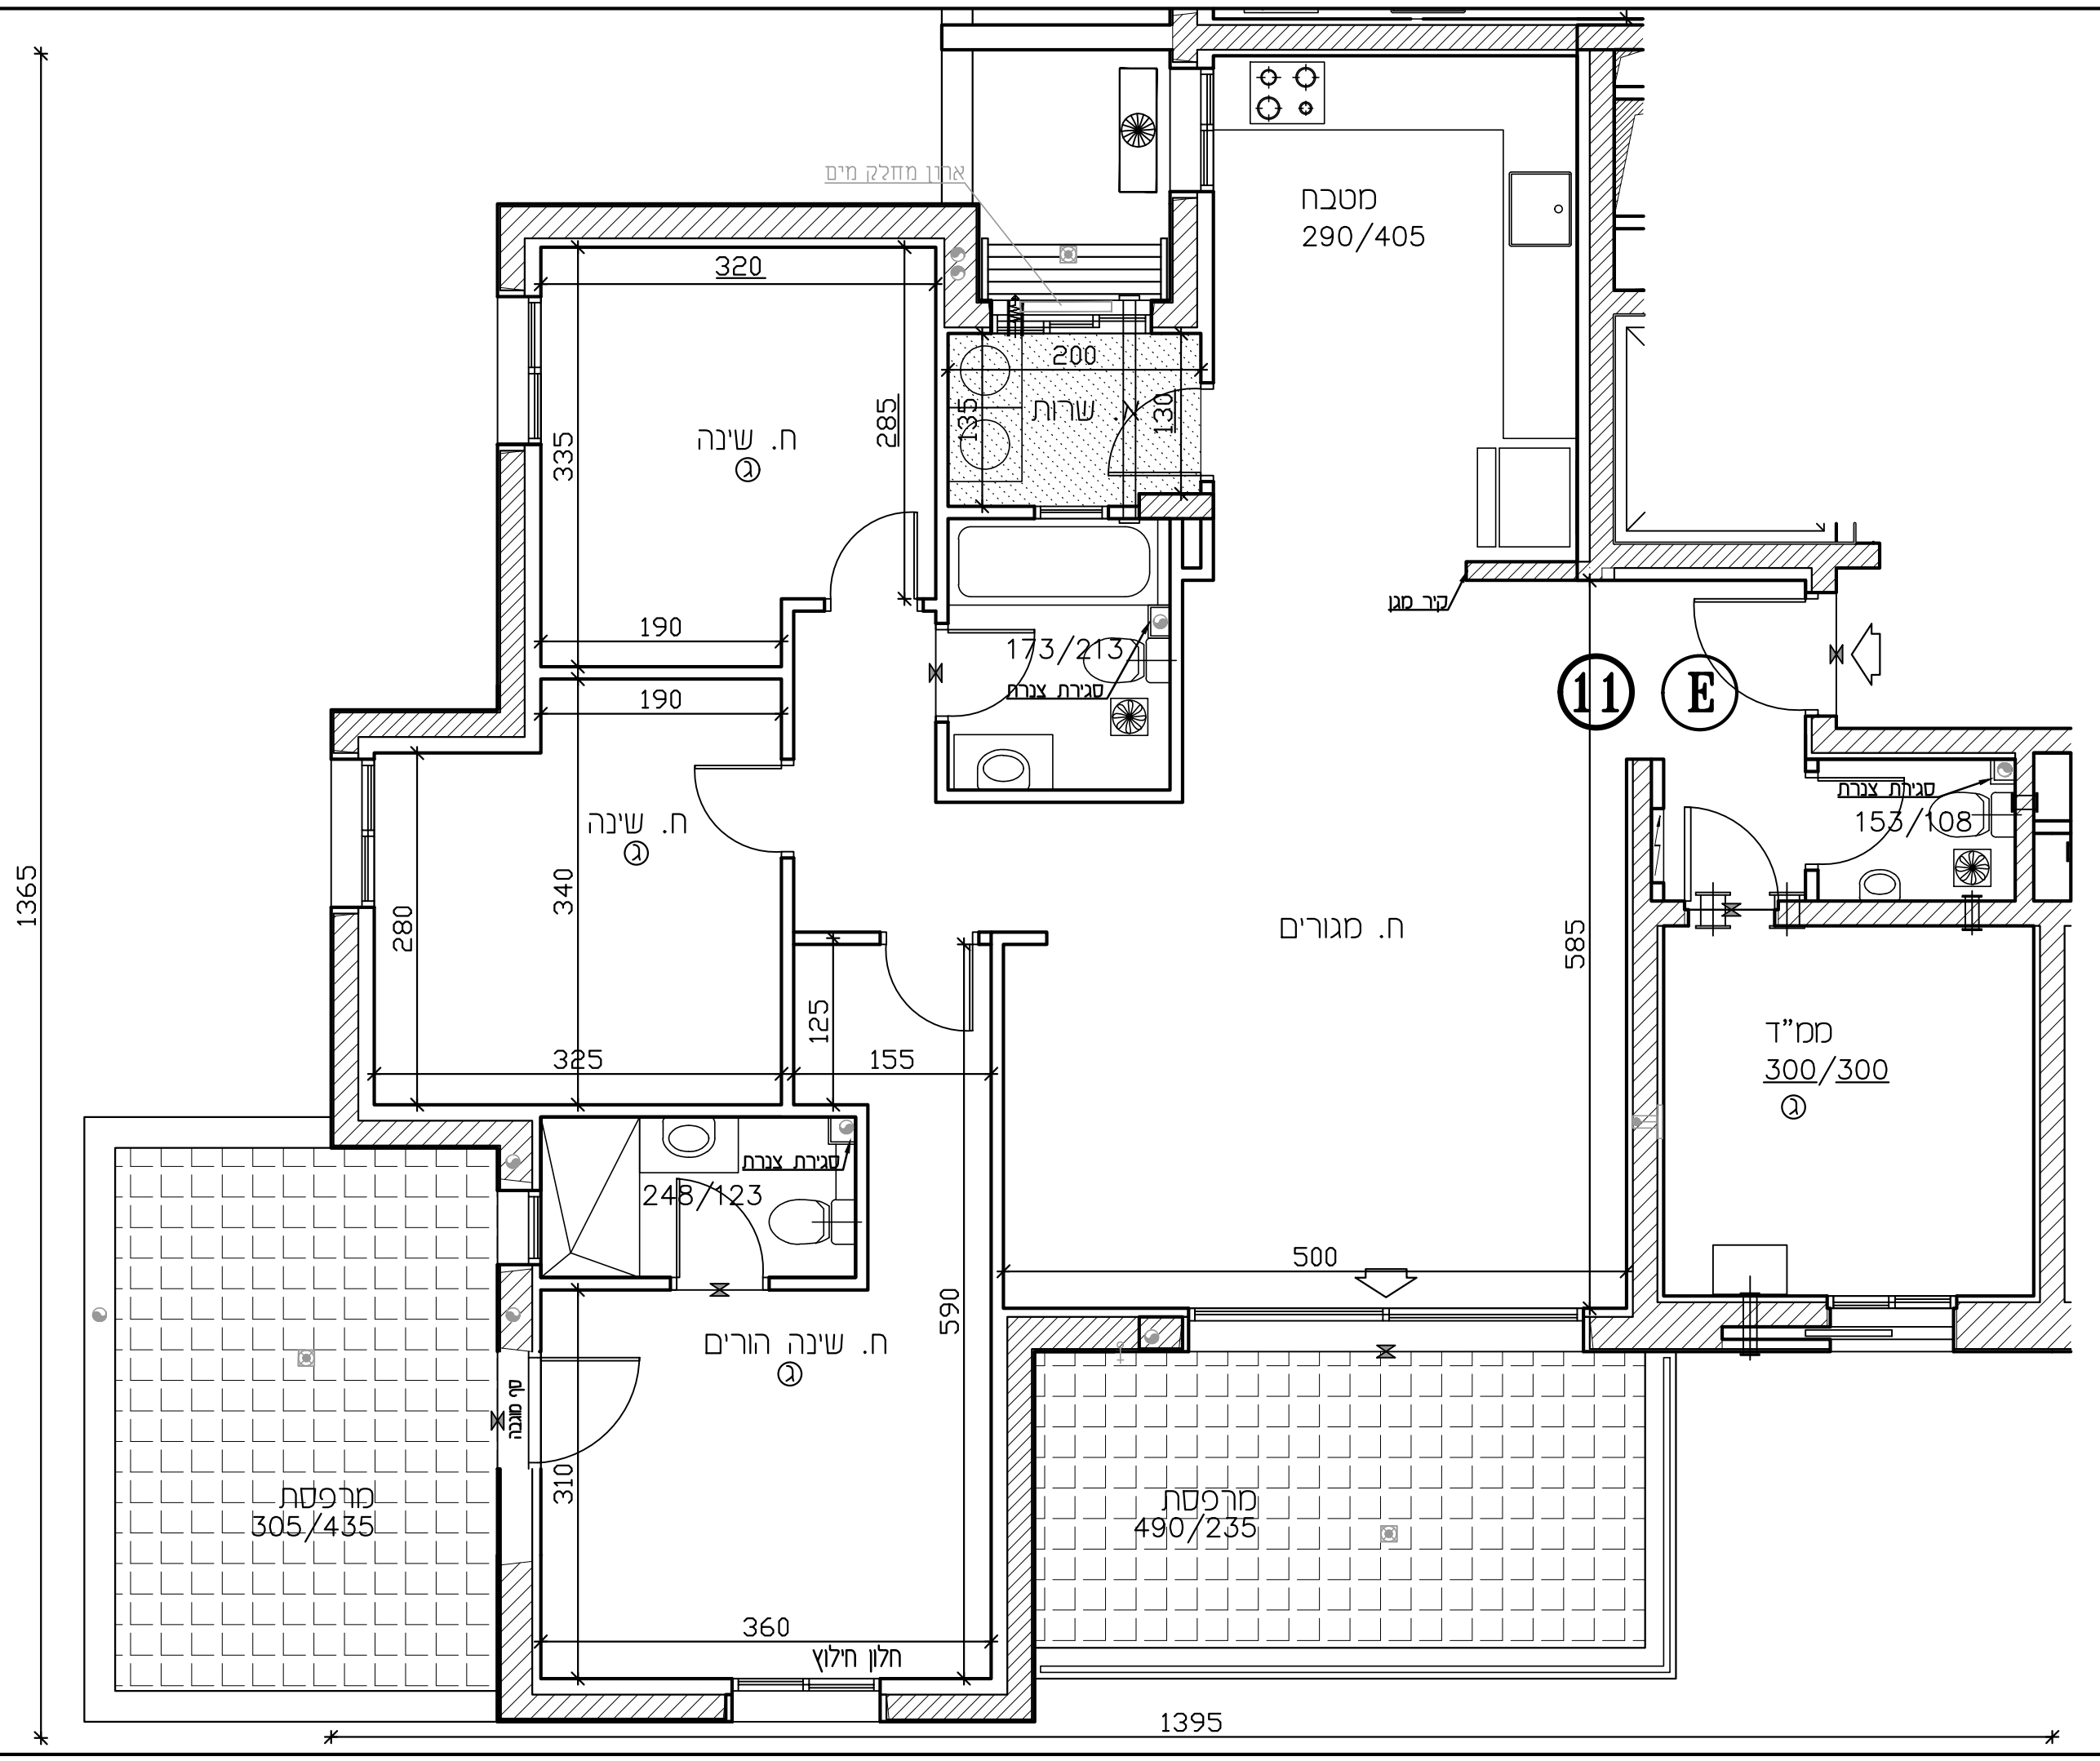 ארון מחלק מים
מטבח
290/405
320
200
285
135
א. שרות
130
335
ח. שינה
ג
190
173/213
סגירת צנרת
קיר מגן
11
E
190
סגירת צנרת
153/108
ח. שינה
ג
340
280
1365
ח. מגורים
585
125
325
155
ממ"ד
300/300
ג
סגירת צנרת
248/123
500
590
ח. שינה הורים
ג
סף מוגבה
310
מרפסת
305/435
מרפסת
490/235
360
חלון חילוץ
1395